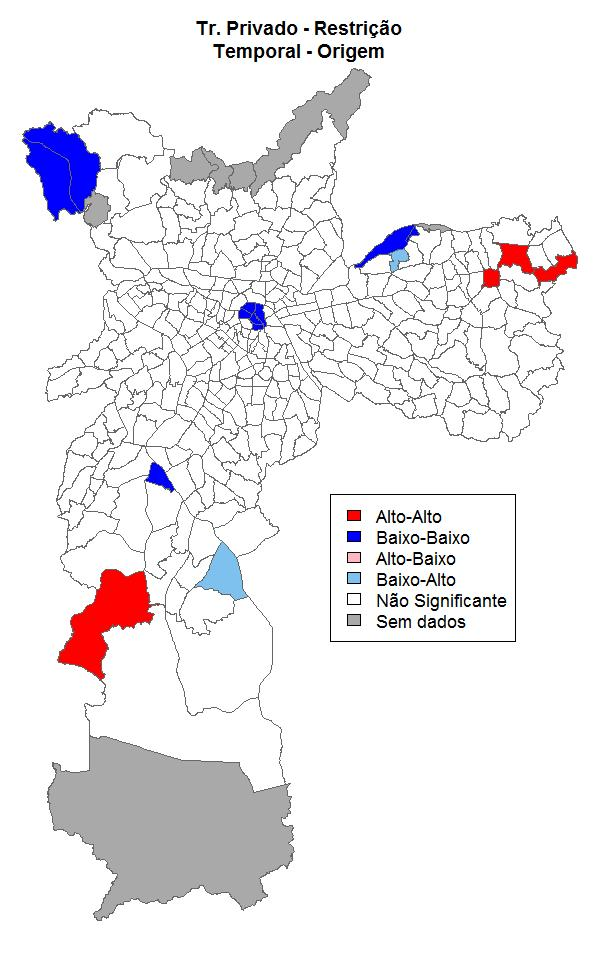 Tr. Privado - Restrição
Temporal - Origem
Alto-Alto
Baixo-Baixo
Alto-Baixo
Baixo-Alto
Não Significante
Sem dados